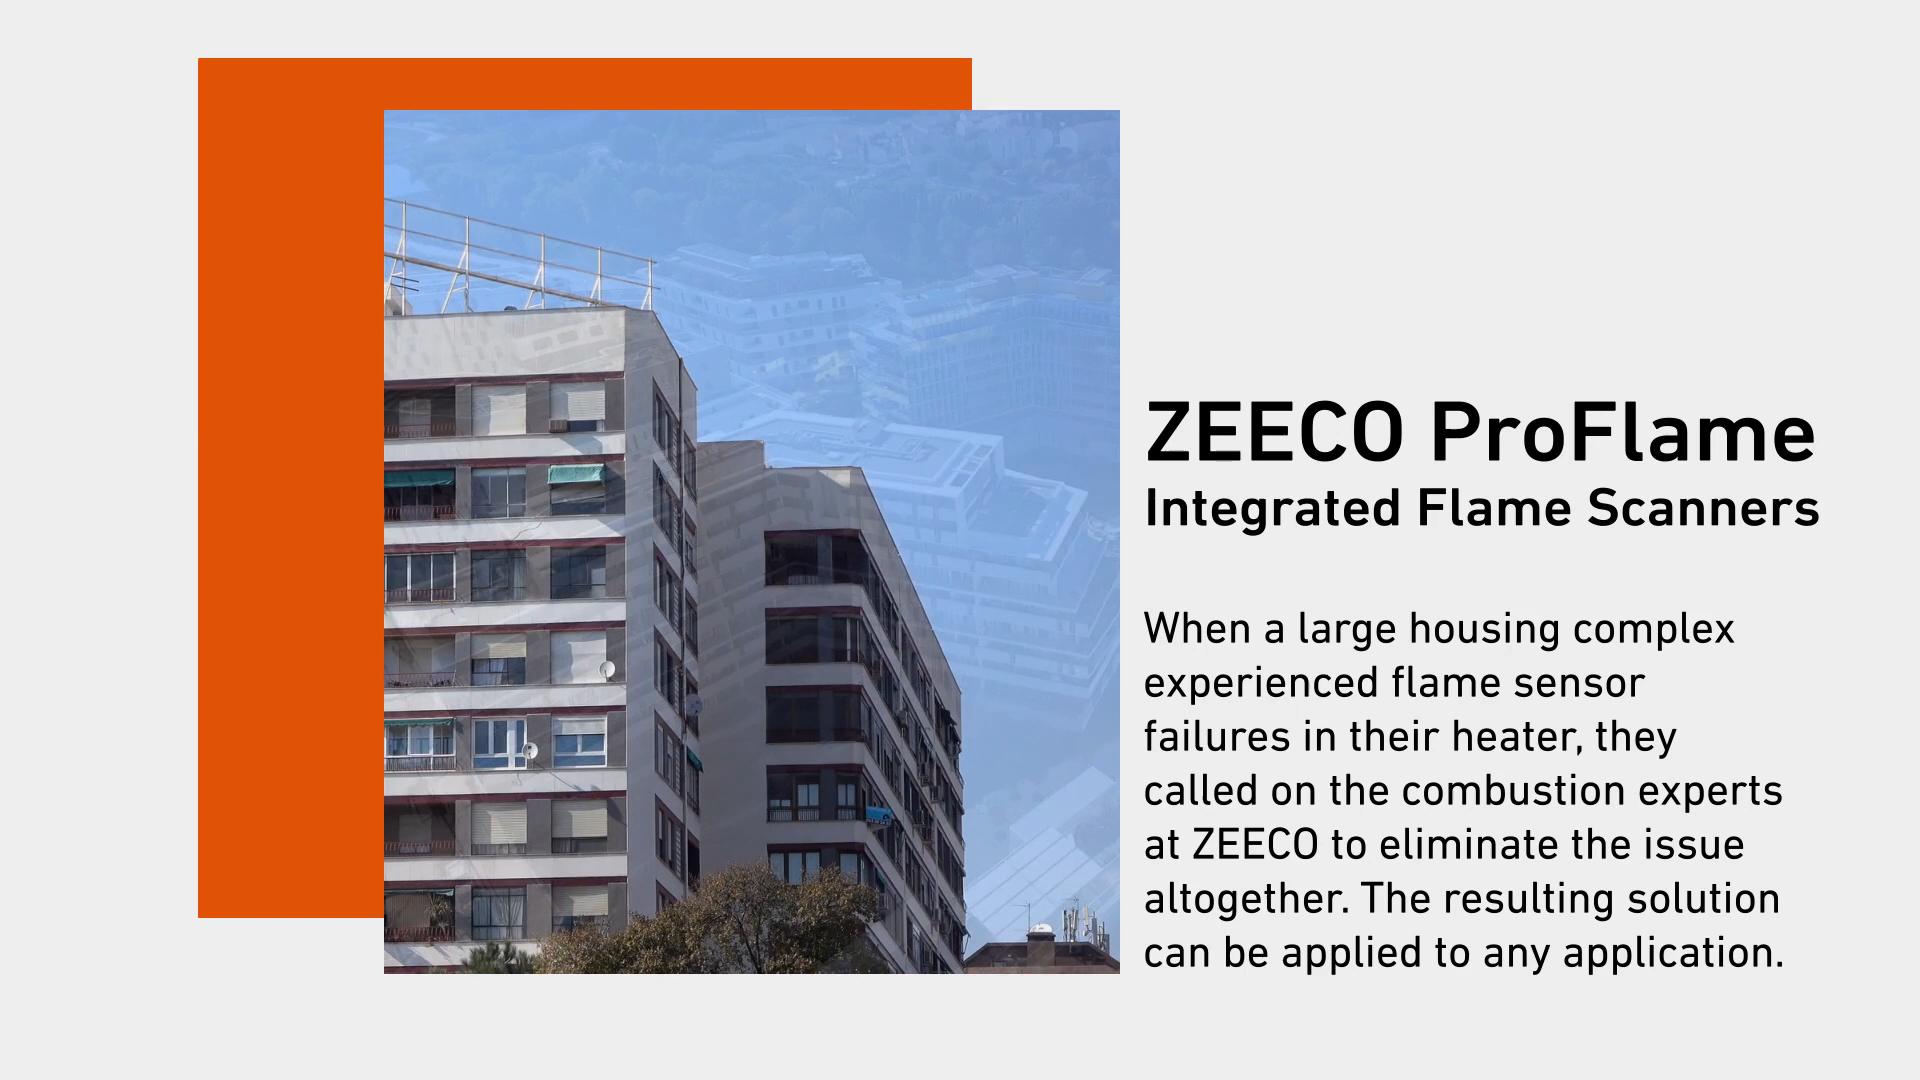 ZEECO ProFlame
Integrated Flame Scanners
When a large housing complex
experienced flame sensor
failures in their heater, they
called on the combustion experts
at ZEECO to eliminate the issue
altogether. The resulting solution
can be applied to any application.